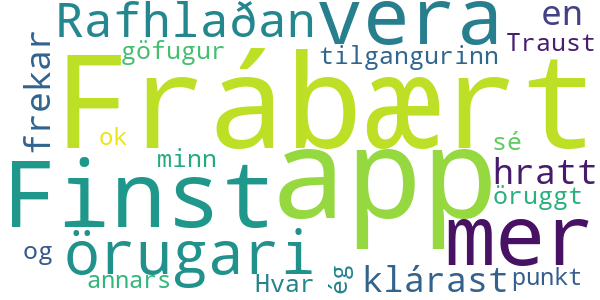 Rafhlaðan vera en
göfugur tilgangurinn Traust
frekar Frábært
ok minn sé
Finst app hratt
öruggt
örugari mer
og annars Hvar ég klárast punkt